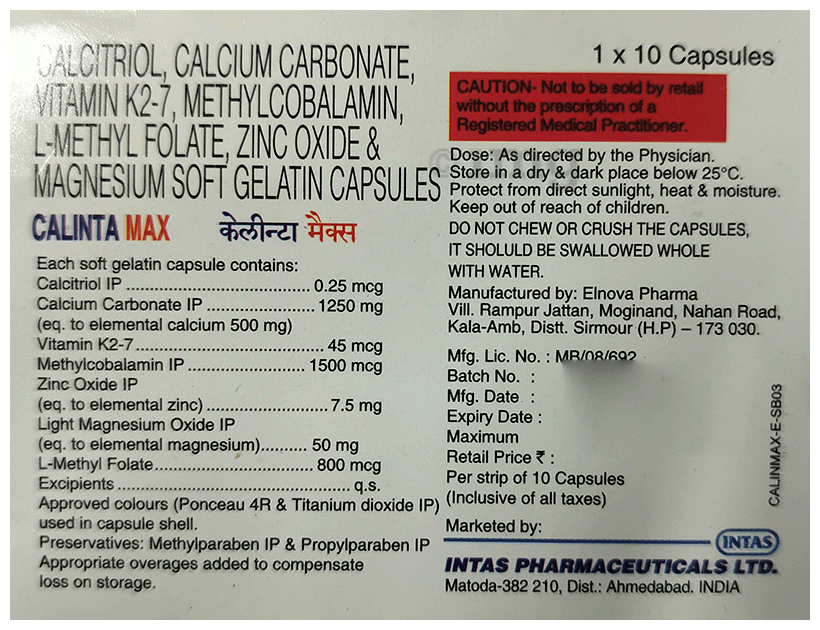 CALCITRIOL, CALCIUM CARBONATE,
VITAMIN K2-7, METHYLCOBALAMIN,
L-METHYL FOLATE, ZINC OXIDE &
MAGNESIUM SOFT GELATIN CAPSULES
CALINTA MAX केलीन्टा मैक्स
Each soft gelatin capsule contains:
Calcitriol IP ..................................... 0.25 mcg
Calcium Carbonate IP ...................... 1250 mg
(eq. to elemental calcium 500 mg)
Vitamin K2-7 ....................................... 45 mcg
Methylcobalamin IP ........................ 1500 mcg
Zinc Oxide IP
(eq. to elemental zinc) ......................... 7.5 mg
Light Magnesium Oxide IP
(eq. to elemental magnesium).......... 50 mg
L-Methyl Folate............................................ 800 mcg
Excipients ............................................... q.s.
Approved colours (Ponceau 4R & Titanium dioxide IP)
used in capsule shell.
Preservatives: Methylparaben IP & Propylparaben IP
Appropriate overages added to compensate
loss on storage.
1 x 10 Capsules
CAUTION- Not to be sold by retail
without the prescription of a
Registered Medical Practitioner.
Dose: As directed by the Physician.
Store in a dry & dark place below 25°C.
Protect from direct sunlight, heat & moisture.
Keep out of reach of children.
DO NOT CHEW OR CRUSH THE CAPSULES,
IT SHOLULD BE SWALLOWED WHOLE
WITH WATER.
Manufactured by: Elnova Pharma
Vill. Rampur Jattan, Moginand, Nahan Road,
Kala-Amb, Distt. Sirmour (H.P) – 173 030.
Mfg. Lic. No. : MB/08/692
Batch No. :
Mfg. Date :
Expiry Date :
Maximum
Retail Price ₹ :
Per strip of 10 Capsules
(Inclusive of all taxes)
Marketed by:
INTAS
INTAS PHARMACEUTICALS LTD.
Matoda-382 210, Dist.: Ahmedabad. INDIA
CALINMAX-E-SB03